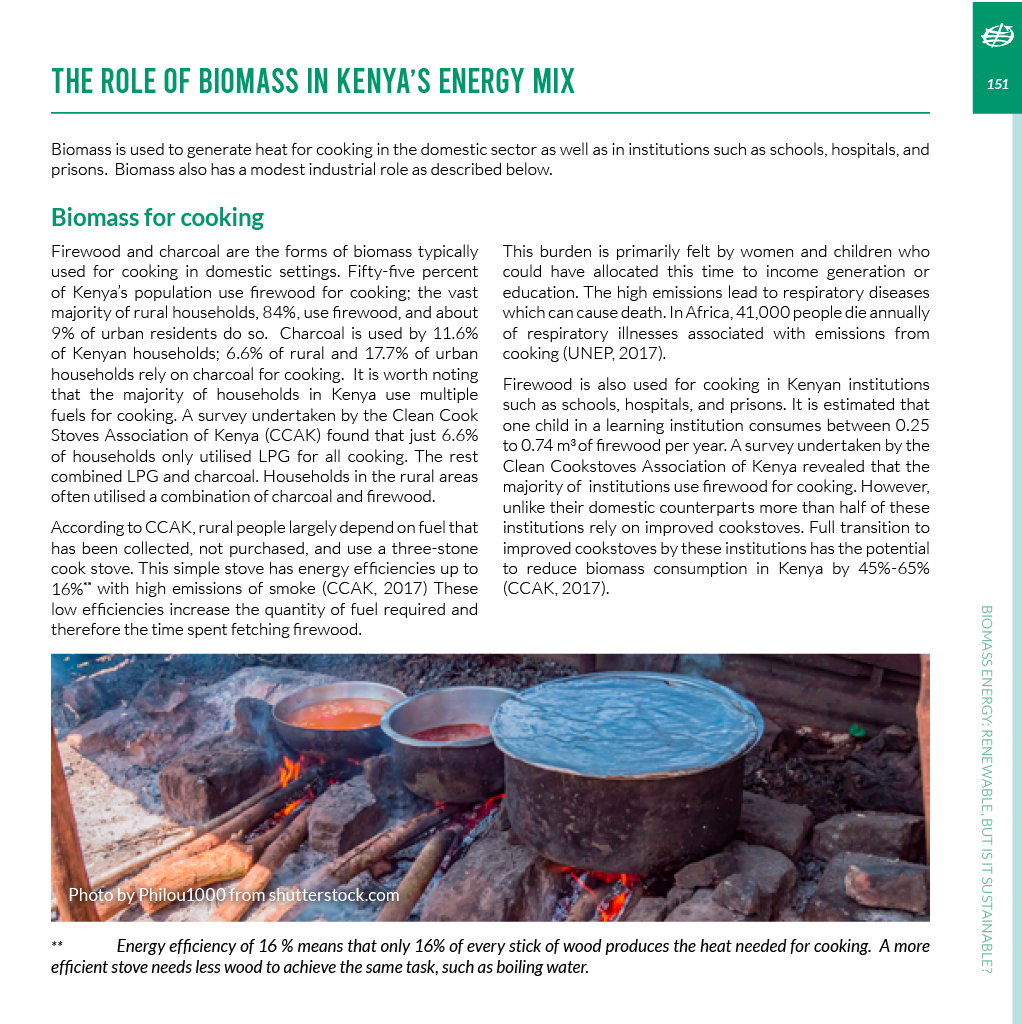 151
THE ROLE OF BIOMASS IN KENYA'S ENERGY MIX
Biomass is used to generate heat for cooking in the domestic sector as well as in institutions such as schools, hospitals, and
prisons.  Biomass also has a modest industrial role as described below.
Biomass for cooking
Firewood and charcoal are the forms of biomass typically
used for cooking in domestic settings. Fifty-five percent
of Kenya's population use firewood for cooking; the vast
majority of rural households, 84%, use firewood, and about
9% of urban residents do so.  Charcoal is used by 11.6%
of Kenyan households; 6.6% of rural and 17.7% of urban
households rely on charcoal for cooking.  It is worth noting
that the majority of households in Kenya use multiple
fuels for cooking. A survey undertaken by the Clean Cook
Stoves Association of Kenya (CCAK) found that just 6.6%
of households only utilised LPG for all cooking. The rest
combined LPG and charcoal. Households in the rural areas
often utilised a combination of charcoal and firewood.
According to CCAK, rural people largely depend on fuel that
has been collected, not purchased, and use a three-stone
cook stove. This simple stove has energy efficiencies up to
16%** with high emissions of smoke (CCAK, 2017) These
low efficiencies increase the quantity of fuel required and
therefore the time spent fetching firewood.
This burden is primarily felt by women and children who
could have allocated this time to income generation or
education. The high emissions lead to respiratory diseases
which can cause death. In Africa, 41,000 people die annually
of respiratory illnesses associated with emissions from
cooking (UNEP, 2017).
Firewood is also used for cooking in Kenyan institutions
such as schools, hospitals, and prisons. It is estimated that
one child in a learning institution consumes between 0.25
to 0.74 m³ of firewood per year. A survey undertaken by the
Clean Cookstoves Association of Kenya revealed that the
majority of  institutions use firewood for cooking. However,
unlike their domestic counterparts more than half of these
institutions rely on improved cookstoves. Full transition to
improved cookstoves by these institutions has the potential
to reduce biomass consumption in Kenya by 45%-65%
(CCAK, 2017).
Photo by Philou1000 from shutterstock.com
** Energy efficiency of 16 % means that only 16% of every stick of wood produces the heat needed for cooking.  A more
efficient stove needs less wood to achieve the same task, such as boiling water.
BIOMASS ENERGY: RENEWABLE, BUT IS IT SUSTAINABLE?